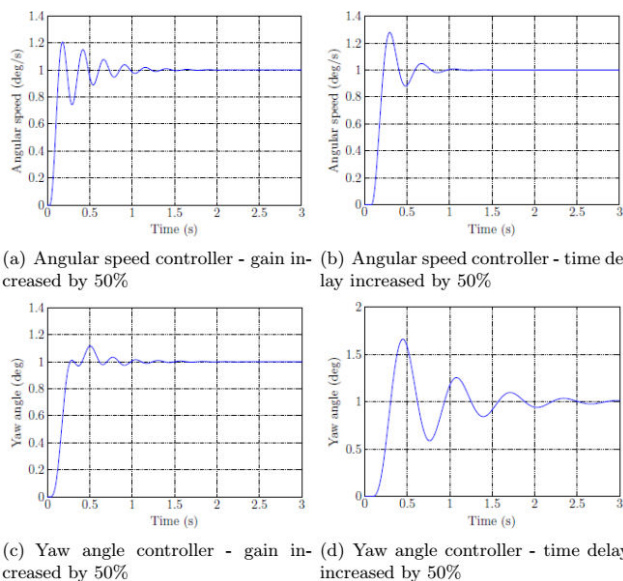 1.4
1.2
1
0.8
0.6
0.4
0.2
0
Angular speed (deg/s)
0 0.5 1 1.5 2 2.5 3
Time (s)
1.4
1.2
1
0.8
0.6
0.4
0.2
0
Angular speed (deg/s)
0 0.5 1 1.5 2 2.5 3
Time (s)
(a) Angular speed controller - gain in-
creased by 50%
(b) Angular speed controller - time de
lay increased by 50%
1.4
1.2
1
0.8
0.6
0.4
0.2
0
Yaw angle (deg)
0 0.5 1 1.5 2 2.5 3
Time (s)
2
1.5
1
0.5
0
Yaw angle (deg)
0 0.5 1 1.5 2 2.5 3
Time (s)
(c) Yaw angle controller - gain in-
creased by 50%
(d) Yaw angle controller - time delay
increased by 50%